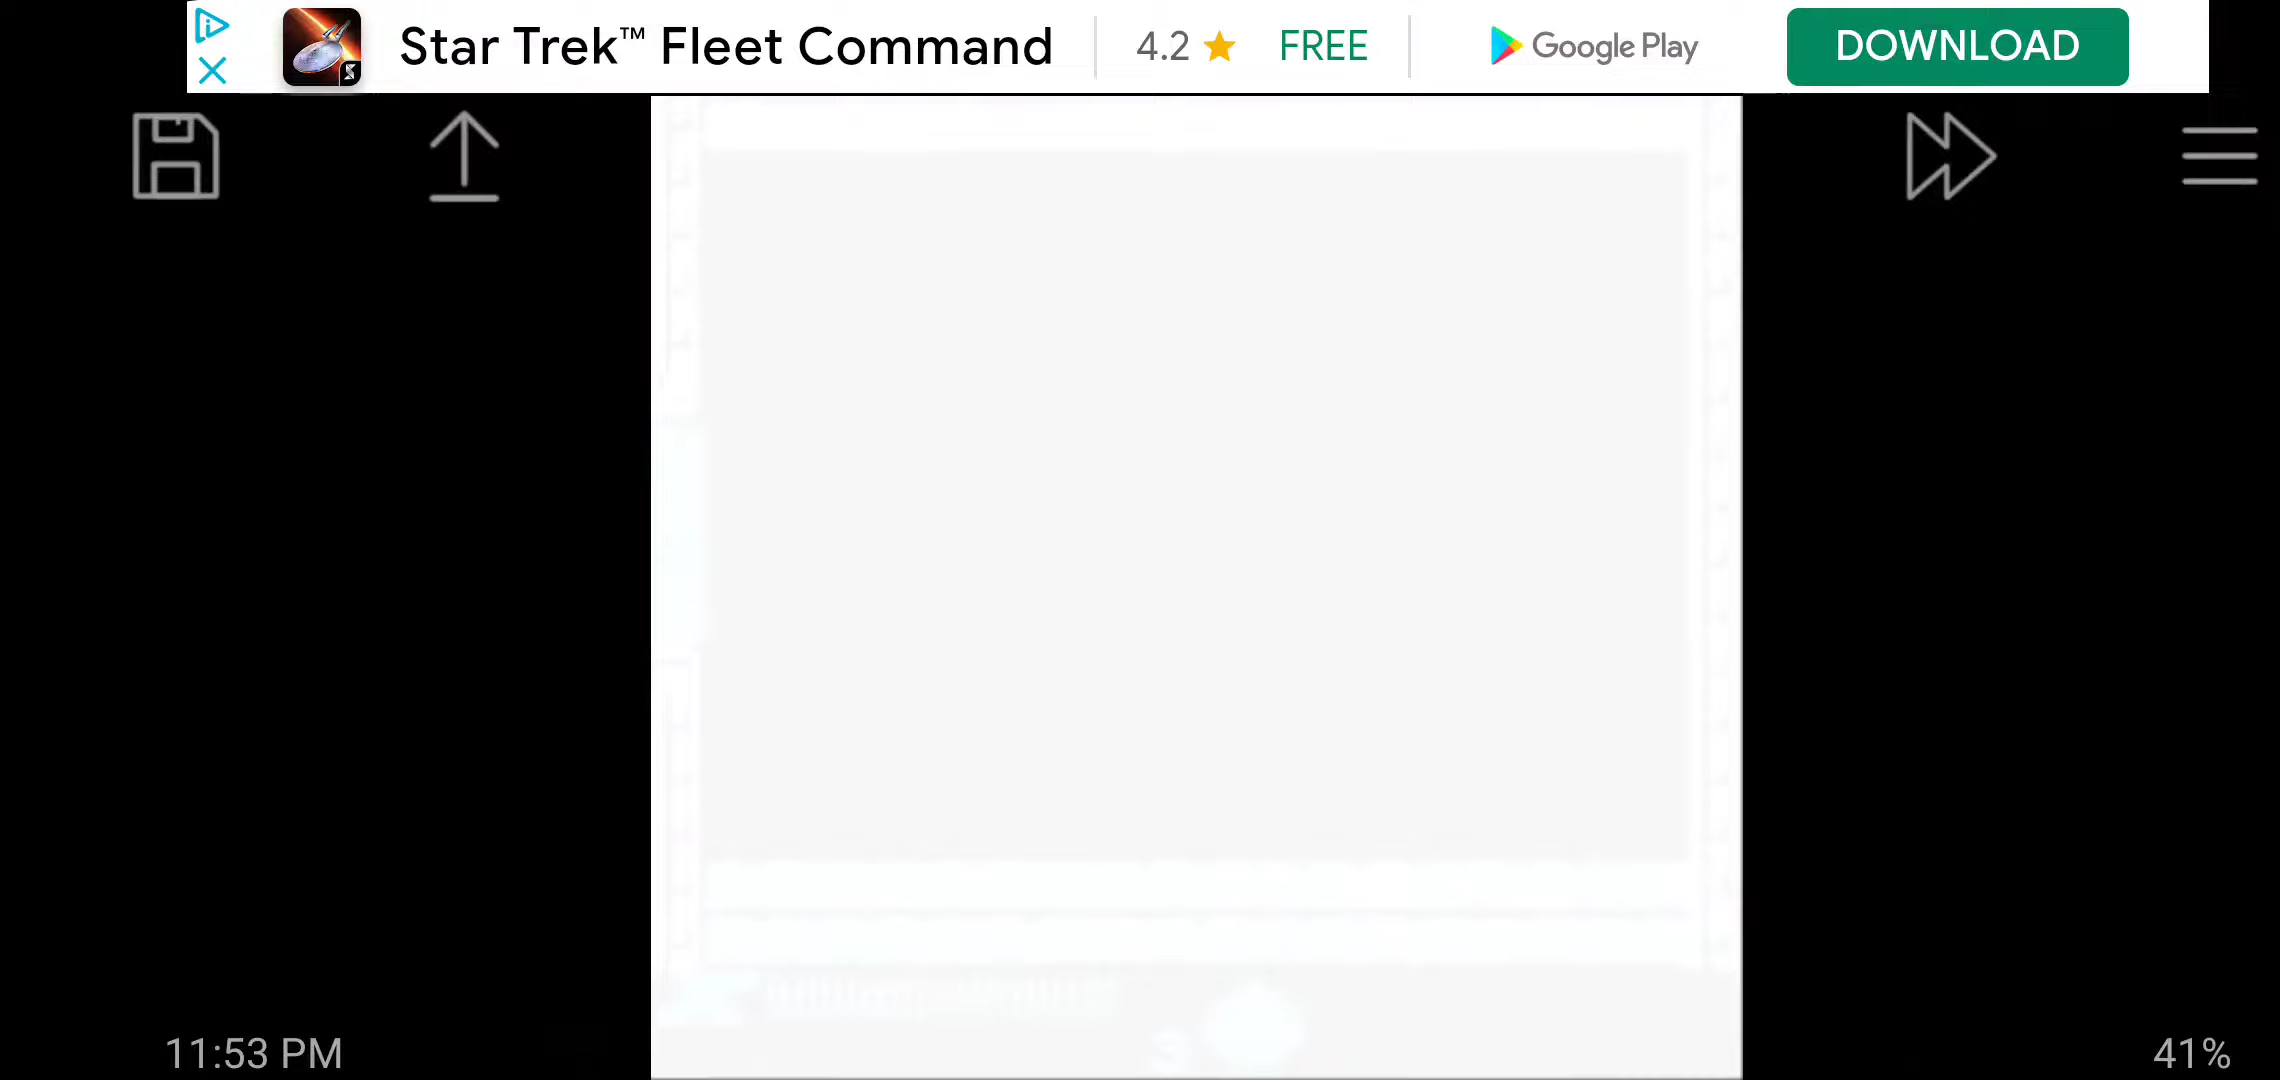 Star Trek™ Fleet Command 4.2 FREE Google Play DOWNLOAD
11:53 PM 41%